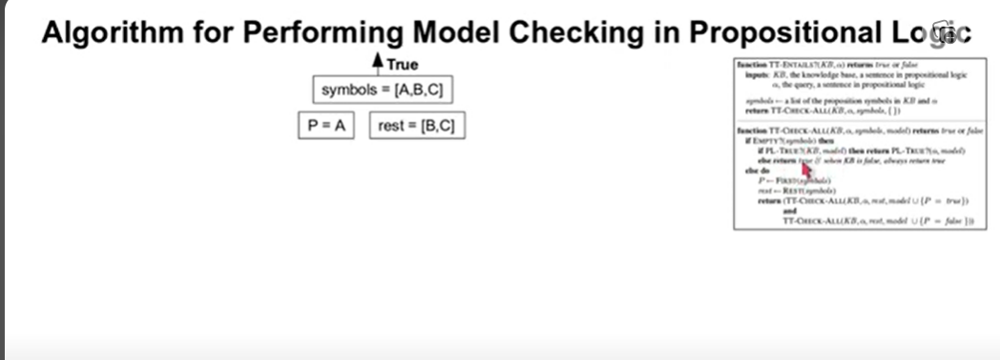 Algorithm for Performing Model Checking in Propositional Logic
True
symbols = [A,B,C]
P = A
rest = [B,C]
function TT-ENTAILS?(KB, α) returns true or false
inputs: KB, the knowledge base, a sentence in propositional logic
α, the query, a sentence in propositional logic
symbols ← a list of the proposition symbols in KB and α
return TT-CHECK-ALL(KB, α, symbols, { })
function TT-CHECK-ALL(KB, α, symbols, model) returns true or false
if EMPTY?(symbols) then
if PL-TRUE?(KB, model) then return PL-TRUE?(α, model)
else return true // when KB is false, always return true
else do
P ← FIRST(symbols)
rest ← REST(symbols)
return (TT-CHECK-ALL(KB, α, rest, model ∪ {P = true})
and
TT-CHECK-ALL(KB, α, rest, model ∪ {P = false }))